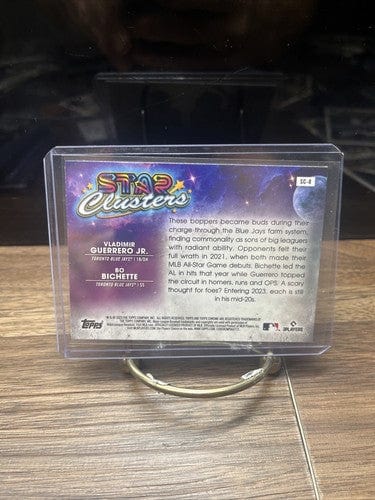 STAR
Clusters
SC-8
VLADIMIR
GUERRERO JR.
TORONTO BLUE JAYS | 1B/DH
BO
BICHETTE
TORONTO BLUE JAYS | SS
These boppers became buds during their
charge through the Blue Jays farm system,
finding commonality as sons of big leaguers
with radiant ability. Opponents felt their
full wrath in 2021, when both made their
MLB All-Star Game debuts. Bichette led the
AL in hits that year while Guerrero topped
the circuit in homers, runs and OPS. A scary
thought for foes? Entering 2023, each is still
in his mid-20s.
TOPPS
PLAYERS